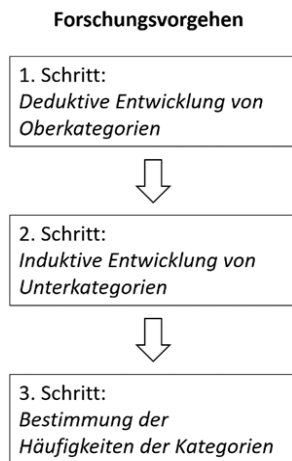 Forschungsvorgehen
1. Schritt:
Deduktive Entwicklung von
Oberkategorien
2. Schritt:
Induktive Entwicklung von
Unterkategorien
3. Schritt:
Bestimmung der
Häufigkeiten der Kategorien